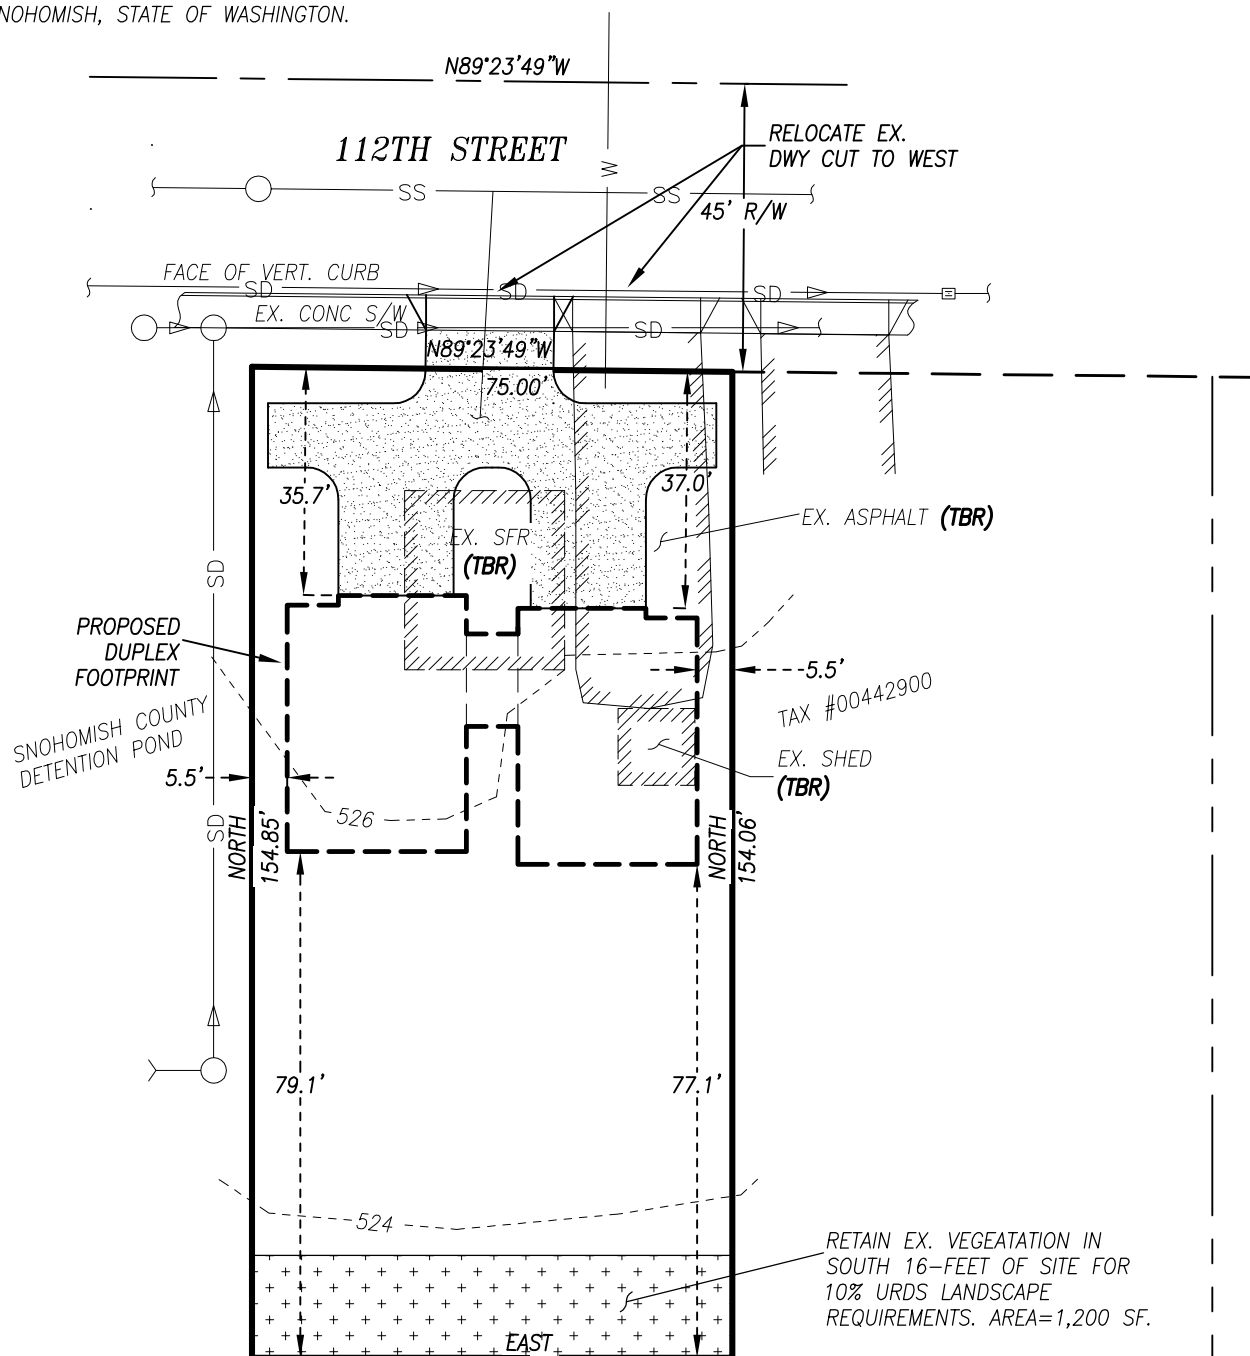 NOHOMISH, STATE OF WASHINGTON.
N89°23'49"W
112TH STREET
RELOCATE EX.
DWY CUT TO WEST
W
SS
SS
45' R/W
FACE OF VERT. CURB
SD
SD
SD
EX. CONC S/W
SD
SD
N89°23'49"W
75.00'
35.7'
37.0'
EX. ASPHALT (TBR)
EX. SFR
(TBR)
SD
PROPOSED
DUPLEX
FOOTPRINT
5.5'
TAX #00442900
SNOHOMISH COUNTY
DETENTION POND
EX. SHED
(TBR)
5.5'
526
SD
NORTH
154.85'
NORTH
154.06'
79.1'
77.1'
524
RETAIN EX. VEGEATATION IN
SOUTH 16-FEET OF SITE FOR
10% URDS LANDSCAPE
REQUIREMENTS. AREA=1,200 SF.
EAST